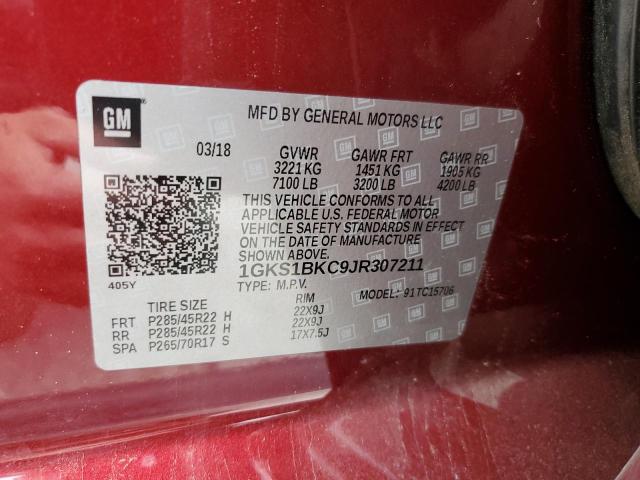 GM
MFD BY GENERAL MOTORS LLC
03/18 GVWR GAWR FRT GAWR RR
3221 KG 1451 KG 1905 KG
7100 LB 3200 LB 4200 LB
THIS VEHICLE CONFORMS TO ALL
APPLICABLE U.S. FEDERAL MOTOR
VEHICLE SAFETY STANDARDS IN EFFECT
ON THE DATE OF MANUFACTURE
SHOWN ABOVE.
1GKS1BKC9JR307211
TYPE: M.P.V. MODEL: 91TC15706
405Y
TIRE SIZE RIM
FRT P285/45R22 H 22X9J
RR P285/45R22 H 22X9J
SPA P265/70R17 S 17X7.5J